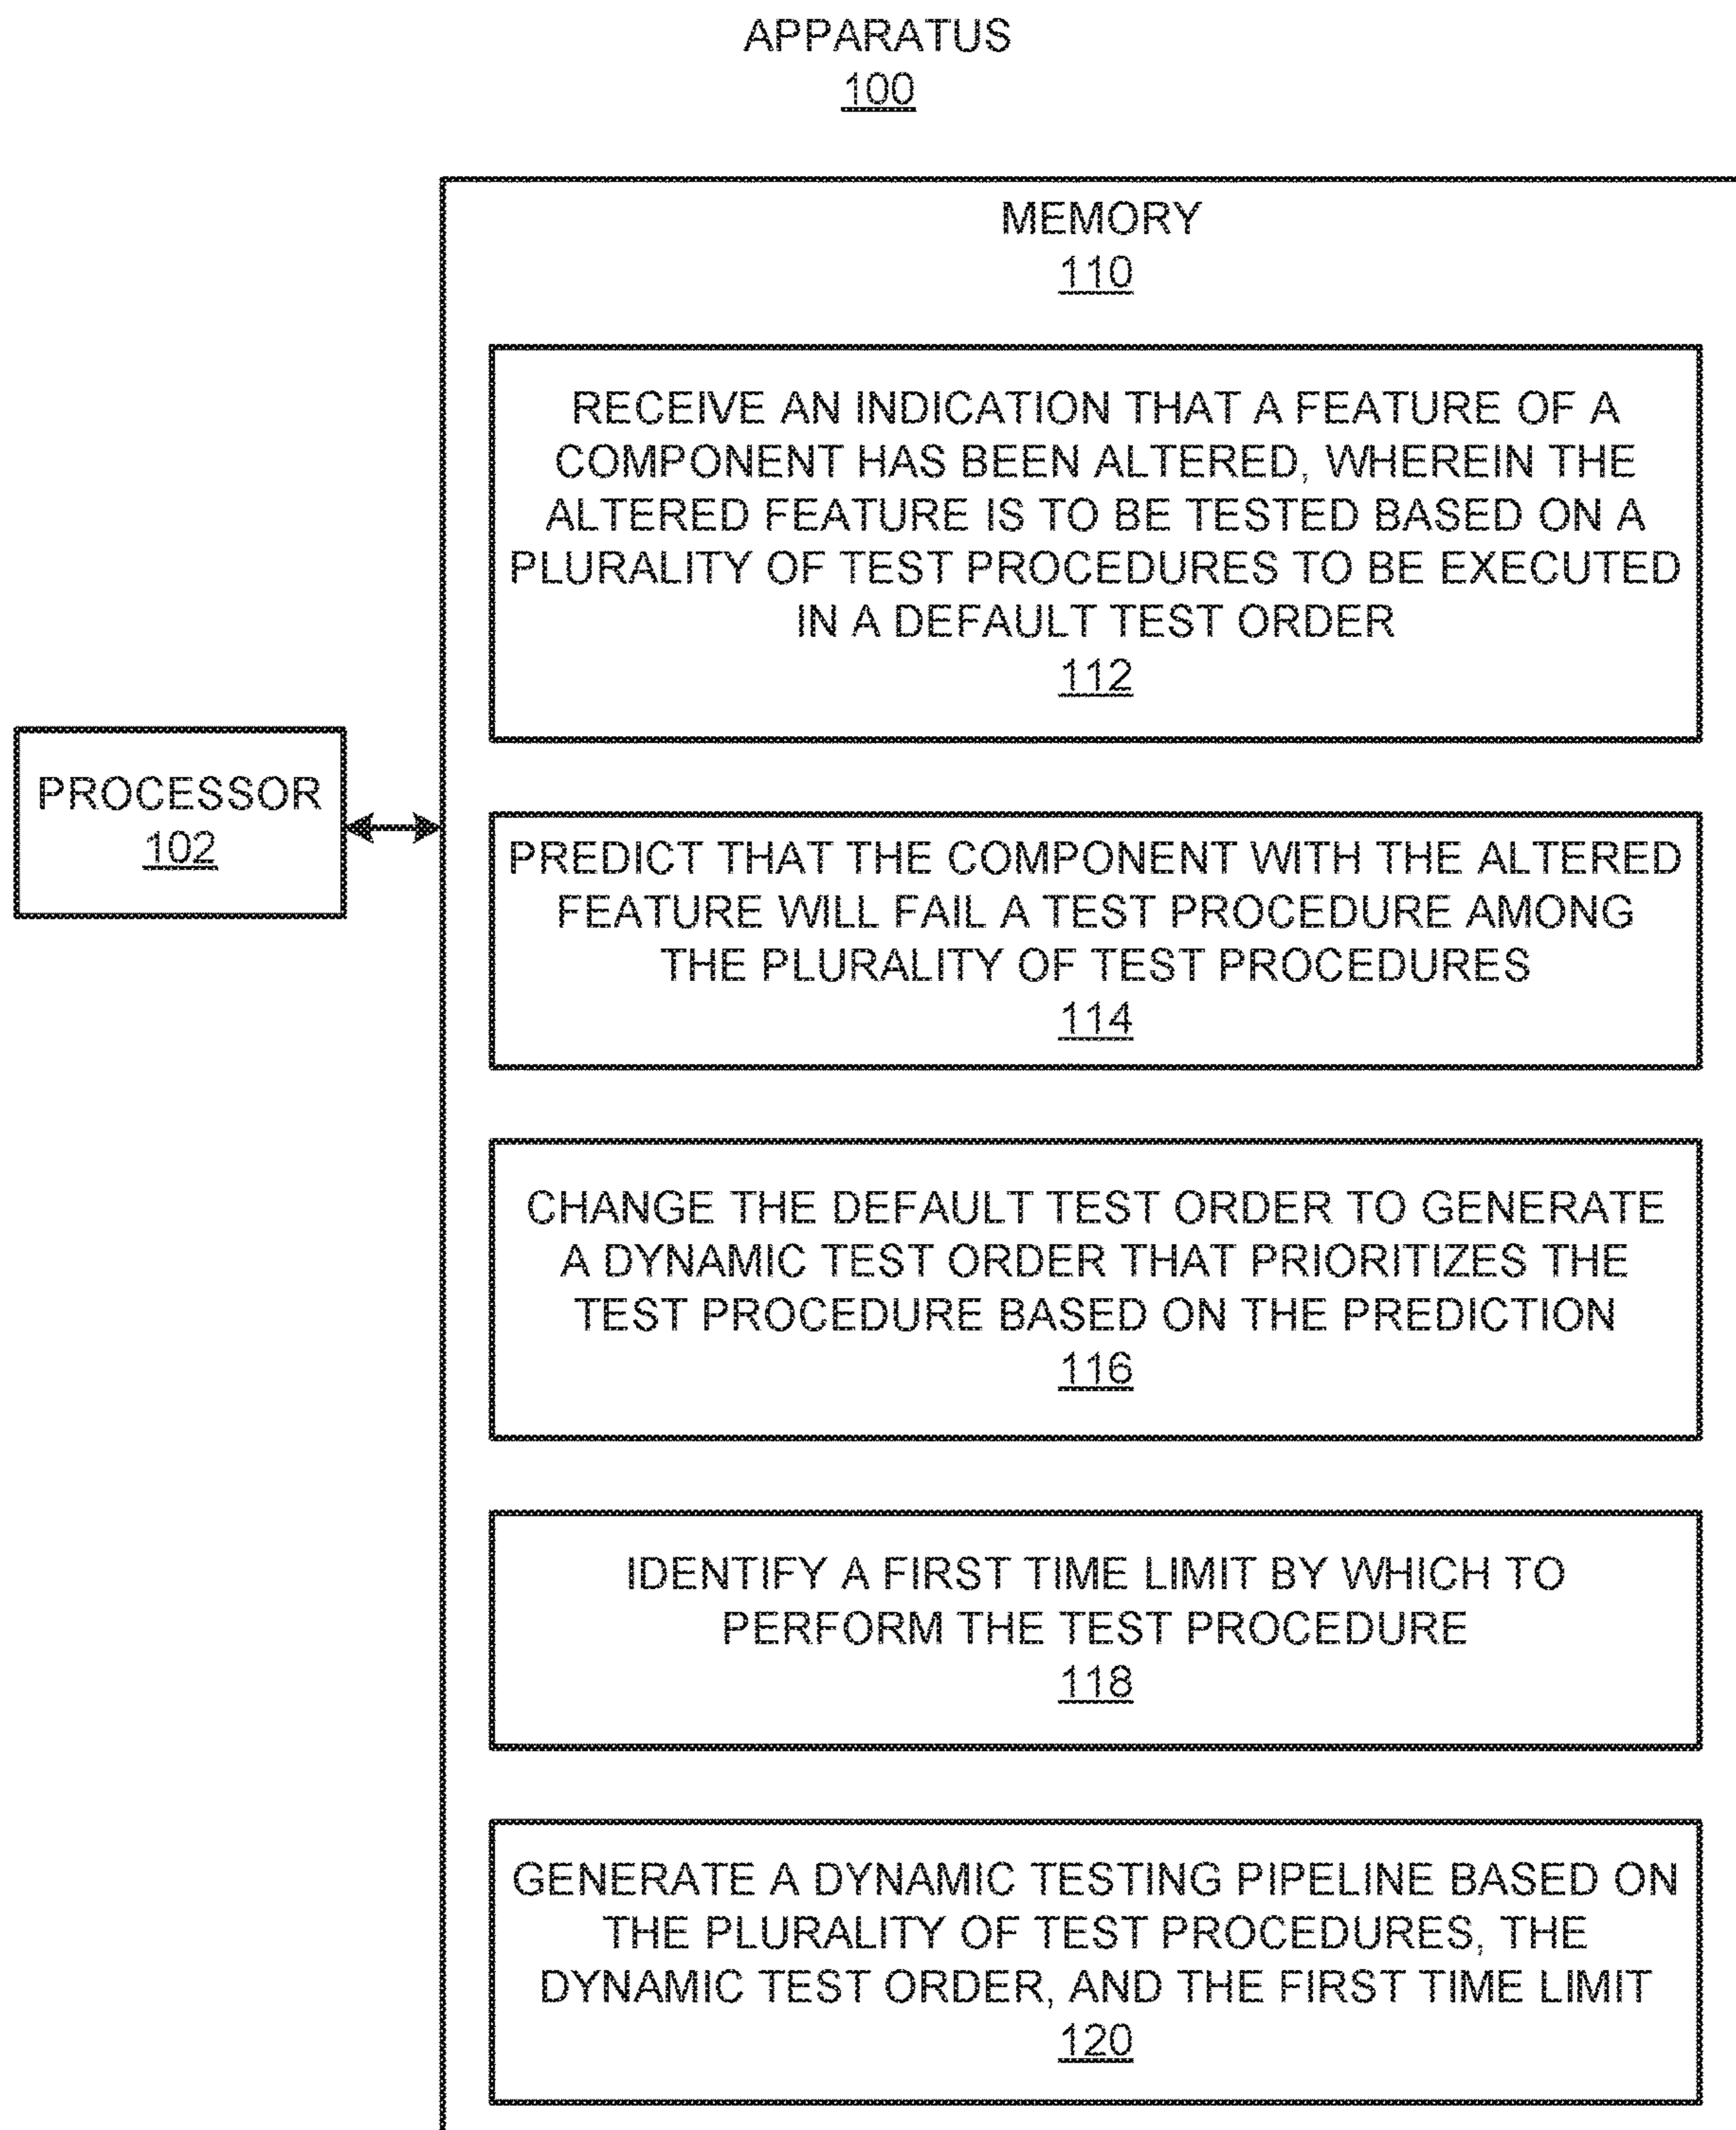 APPARATUS
100
MEMORY
110
RECEIVE AN INDICATION THAT A FEATURE OF A
COMPONENT HAS BEEN ALTERED, WHEREIN THE
ALTERED FEATURE IS TO BE TESTED BASED ON A
PLURALITY OF TEST PROCEDURES TO BE EXECUTED
IN A DEFAULT TEST ORDER
112
PROCESSOR
102
PREDICT THAT THE COMPONENT WITH THE ALTERED
FEATURE WILL FAIL A TEST PROCEDURE AMONG
THE PLURALITY OF TEST PROCEDURES
114
CHANGE THE DEFAULT TEST ORDER TO GENERATE
A DYNAMIC TEST ORDER THAT PRIORITIZES THE
TEST PROCEDURE BASED ON THE PREDICTION
116
IDENTIFY A FIRST TIME LIMIT BY WHICH TO
PERFORM THE TEST PROCEDURE
118
GENERATE A DYNAMIC TESTING PIPELINE BASED ON
THE PLURALITY OF TEST PROCEDURES, THE
DYNAMIC TEST ORDER, AND THE FIRST TIME LIMIT
120